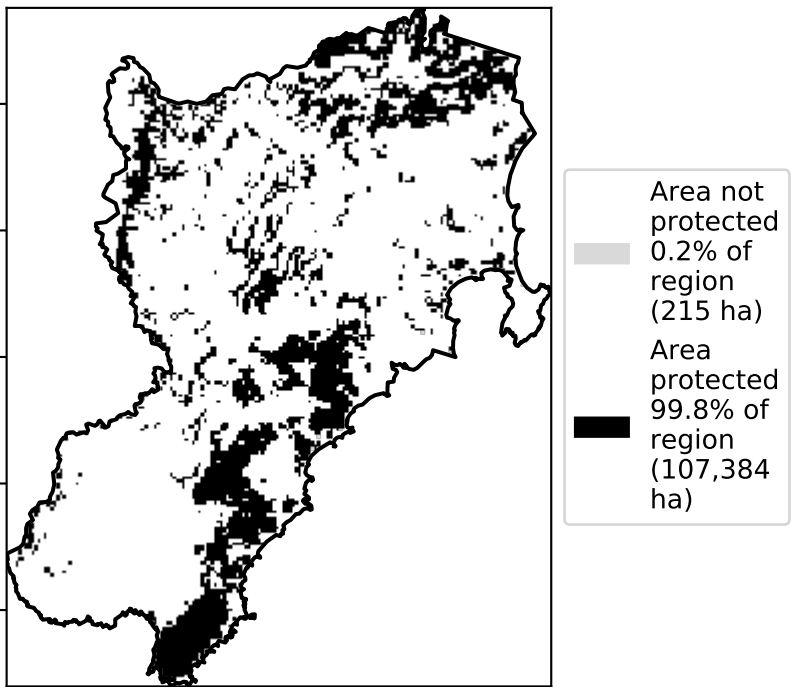 Area not
protected
0.2% of
region
(215 ha)
Area
protected
99.8% of
region
(107,384
ha)